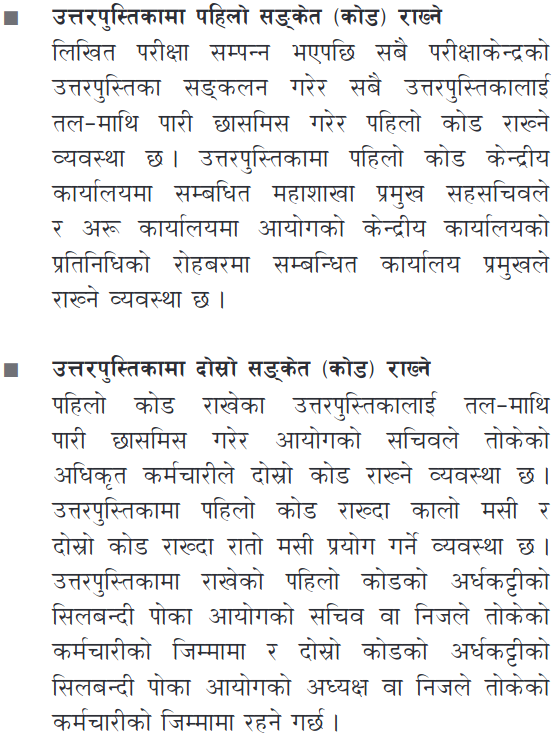 ■ उत्तरपुस्तिकामा पहिलो सङ्केत (कोड) राख्ने
लिखित परीक्षा सम्पन्न भएपछि सबै परीक्षाकेन्द्रको
उत्तरपुस्तिका सङ्कलन गरेर सबै उत्तरपुस्तिकालाई
तल-माथि पारी छासमिस गरेर पहिलो कोड राख्ने
व्यवस्था छ । उत्तरपुस्तिकामा पहिलो कोड केन्द्रीय
कार्यालयमा सम्बधित महाशाखा प्रमुख सहसचिवले
र अरू कार्यालयमा आयोगको केन्द्रीय कार्यालयको
प्रतिनिधिको रोहबरमा सम्बन्धित कार्यालय प्रमुखले
राख्ने व्यवस्था छ ।
■ उत्तरपुस्तिकामा दोस्रो सङ्केत (कोड) राख्ने
पहिलो कोड राखेका उत्तरपुस्तिकालाई तल-माथि
पारी छासमिस गरेर आयोगको सचिवले तोकेको
अधिकृत कर्मचारीले दोस्रो कोड राख्ने व्यवस्था छ ।
उत्तरपुस्तिकामा पहिलो कोड राख्दा कालो मसी र
दोस्रो कोड राख्दा रातो मसी प्रयोग गर्ने व्यवस्था छ ।
उत्तरपुस्तिकामा राखेको पहिलो कोडको अर्धकट्टीको
सिलबन्दी पोका आयोगको सचिव वा निजले तोकेको
कर्मचारीको जिम्मामा र दोस्रो कोडको अर्धकट्टीको
सिलबन्दी पोका आयोगको अध्यक्ष वा निजले तोकेको
कर्मचारीको जिम्मामा रहने गर्छ ।